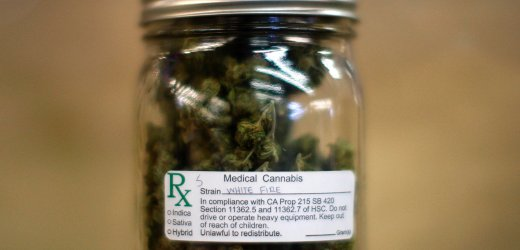 Rx Medical Cannabis
S Strain WHITE FIRE
In compliance with CA Prop 215 SB 420
Section 11362.5 and 11362.7 of HSC. Do not
drive or operate heavy equipment. Keep out
of reach of children.
Unlawful to redistribute. Gram(s)
Indica
Sativa
Hybrid